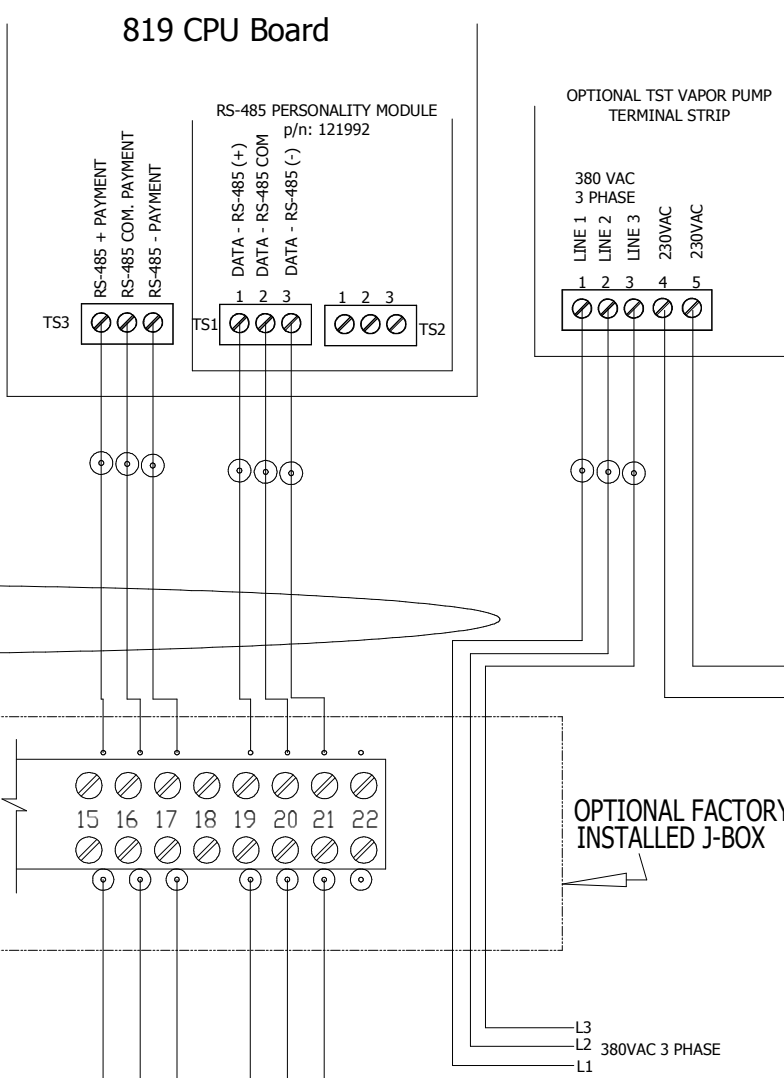 819 CPU Board
RS-485 PERSONALITY MODULE
p/n: 121992
RS-485 + PAYMENT
RS-485 COM. PAYMENT
RS-485 - PAYMENT
DATA - RS-485 (+)
DATA - RS-485 COM
DATA - RS-485 (-)
1 2 3
1 2 3
TS3
TS1
TS2
OPTIONAL TST VAPOR PUMP
TERMINAL STRIP
380 VAC
3 PHASE
LINE 1
LINE 2
LINE 3
230VAC
230VAC
1 2 3 4 5
15 16 17 18 19 20 21 22
OPTIONAL FACTORY
INSTALLED J-BOX
L3
L2 380VAC 3 PHASE
L1